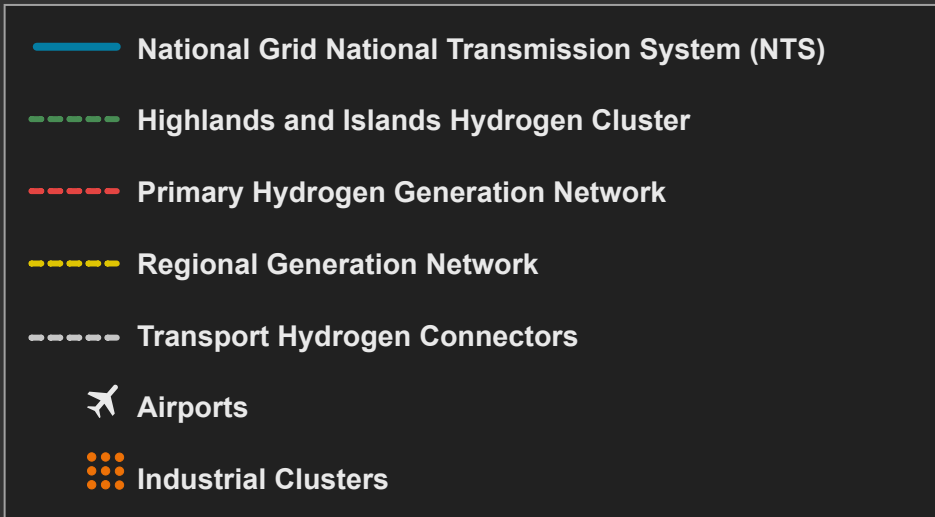 National Grid National Transmission System (NTS)
Highlands and Islands Hydrogen Cluster
Primary Hydrogen Generation Network
Regional Generation Network
Transport Hydrogen Connectors
Airports
Industrial Clusters